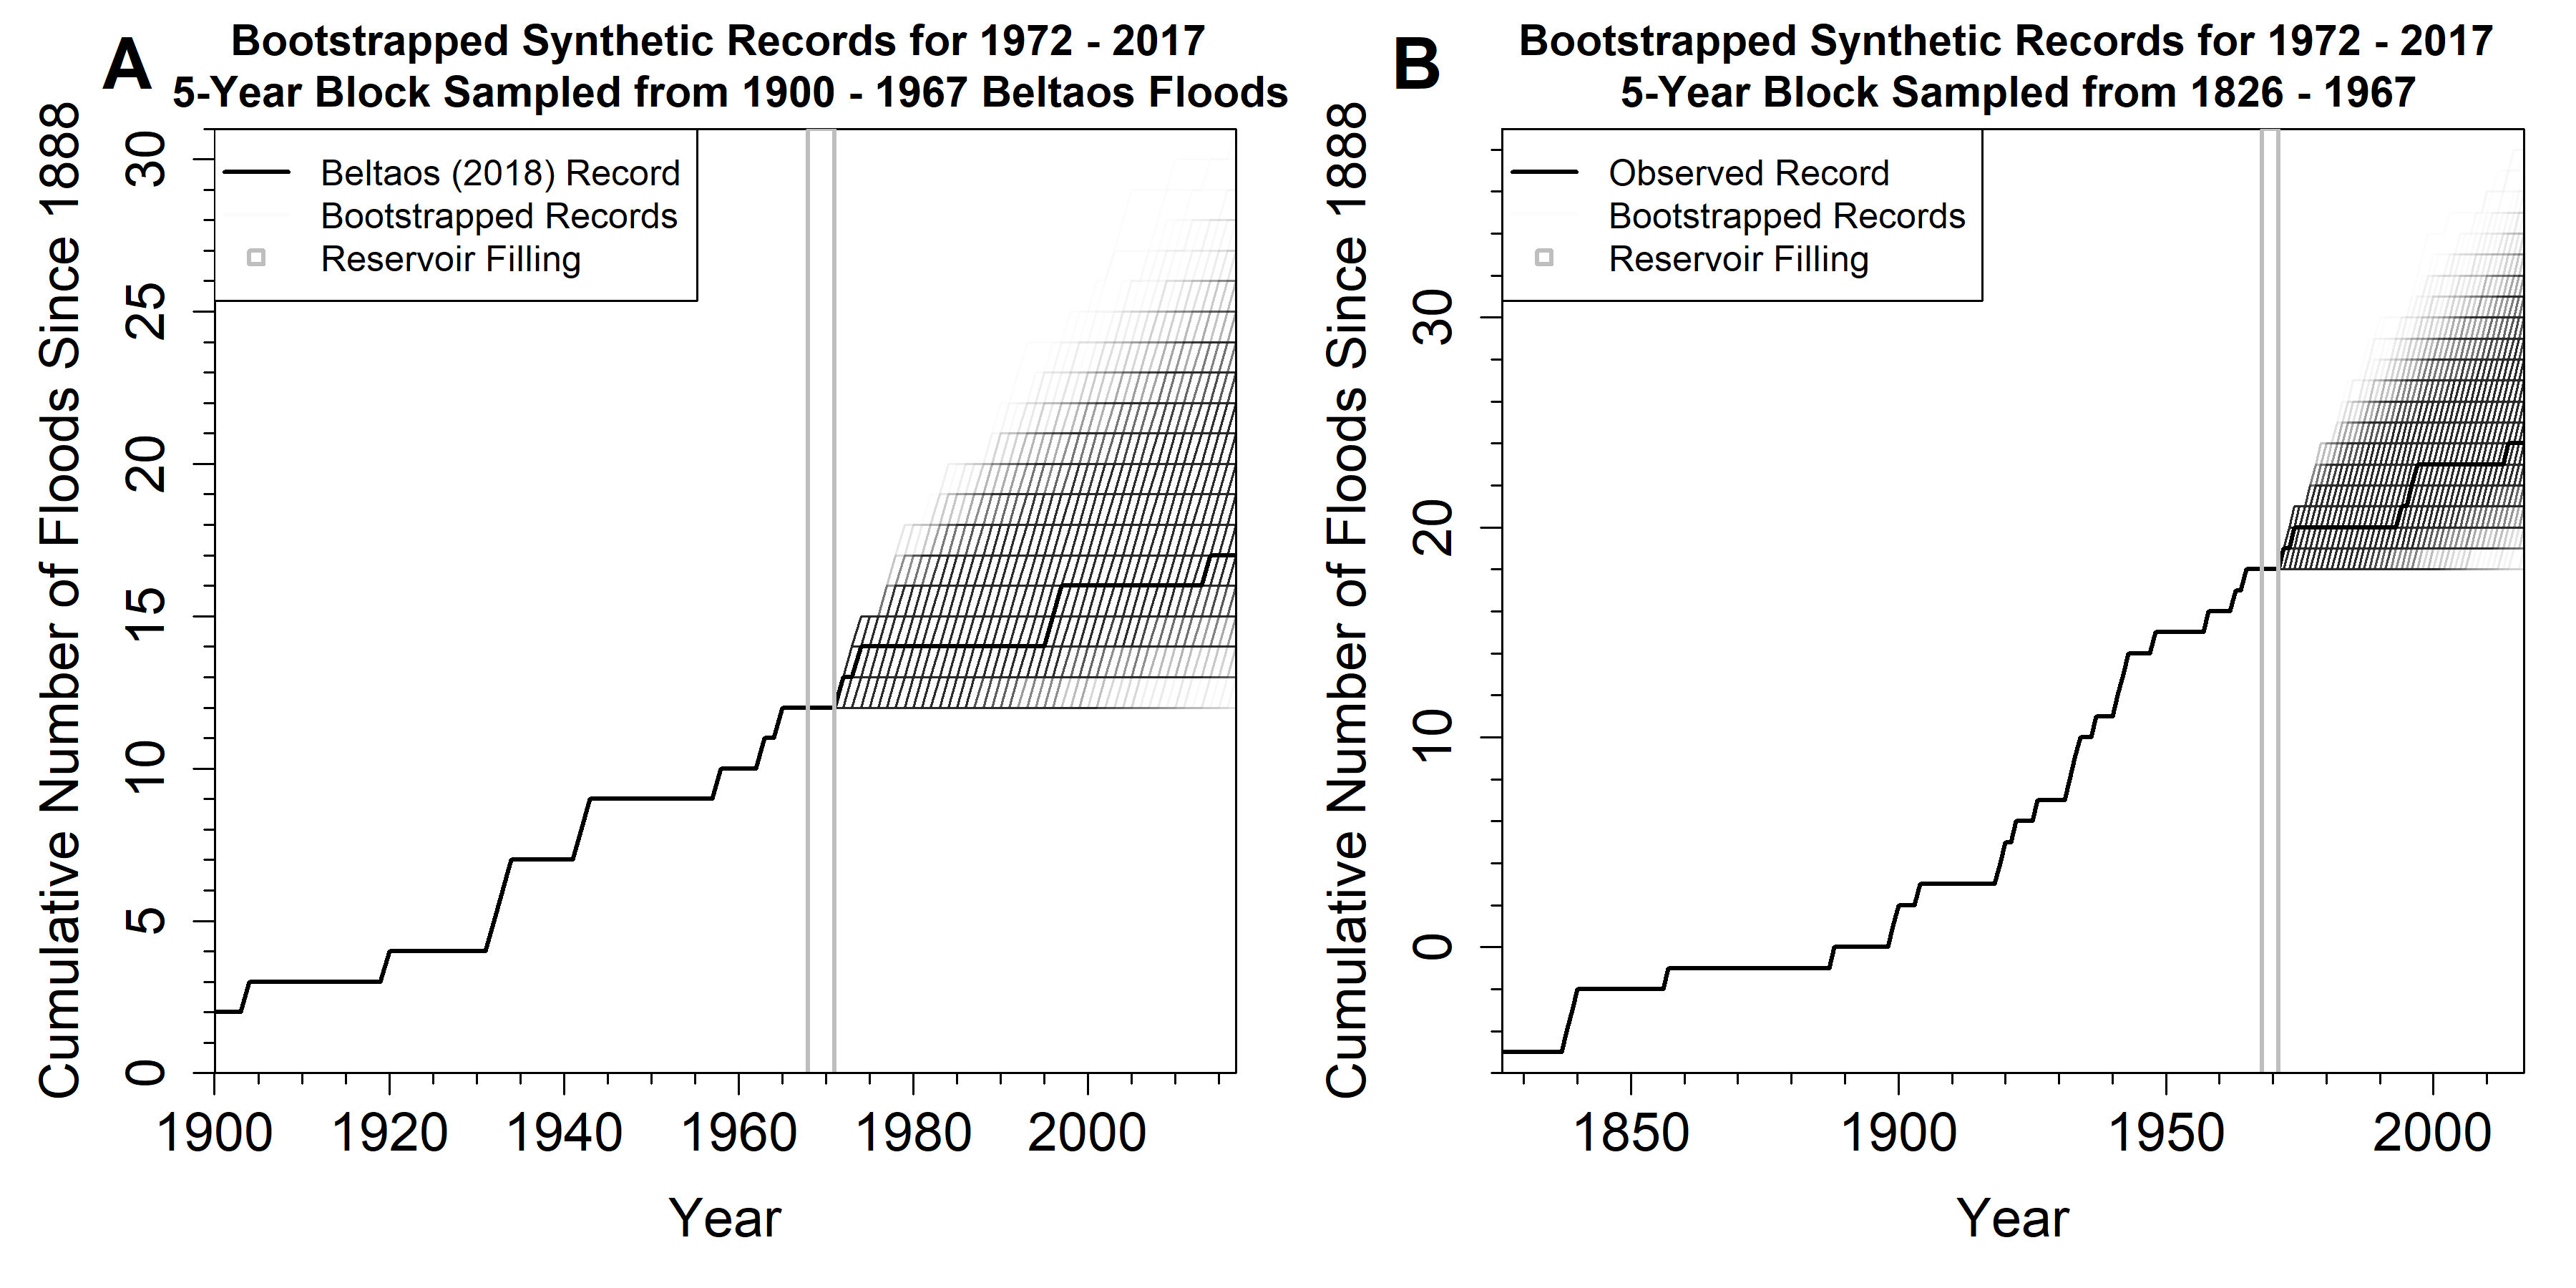 A
Bootstrapped Synthetic Records for 1972 - 2017
5-Year Block Sampled from 1900 - 1967 Beltaos Floods
Cumulative Number of Floods Since 1888
30
25
20
15
10
5
0
Beltaos (2018) Record
Bootstrapped Records
Reservoir Filling
1900 1920 1940 1960 1980 2000
Year
B
Bootstrapped Synthetic Records for 1972 - 2017
5-Year Block Sampled from 1826 - 1967
Cumulative Number of Floods Since 1888
30
20
10
0
Observed Record
Bootstrapped Records
Reservoir Filling
1850 1900 1950 2000
Year